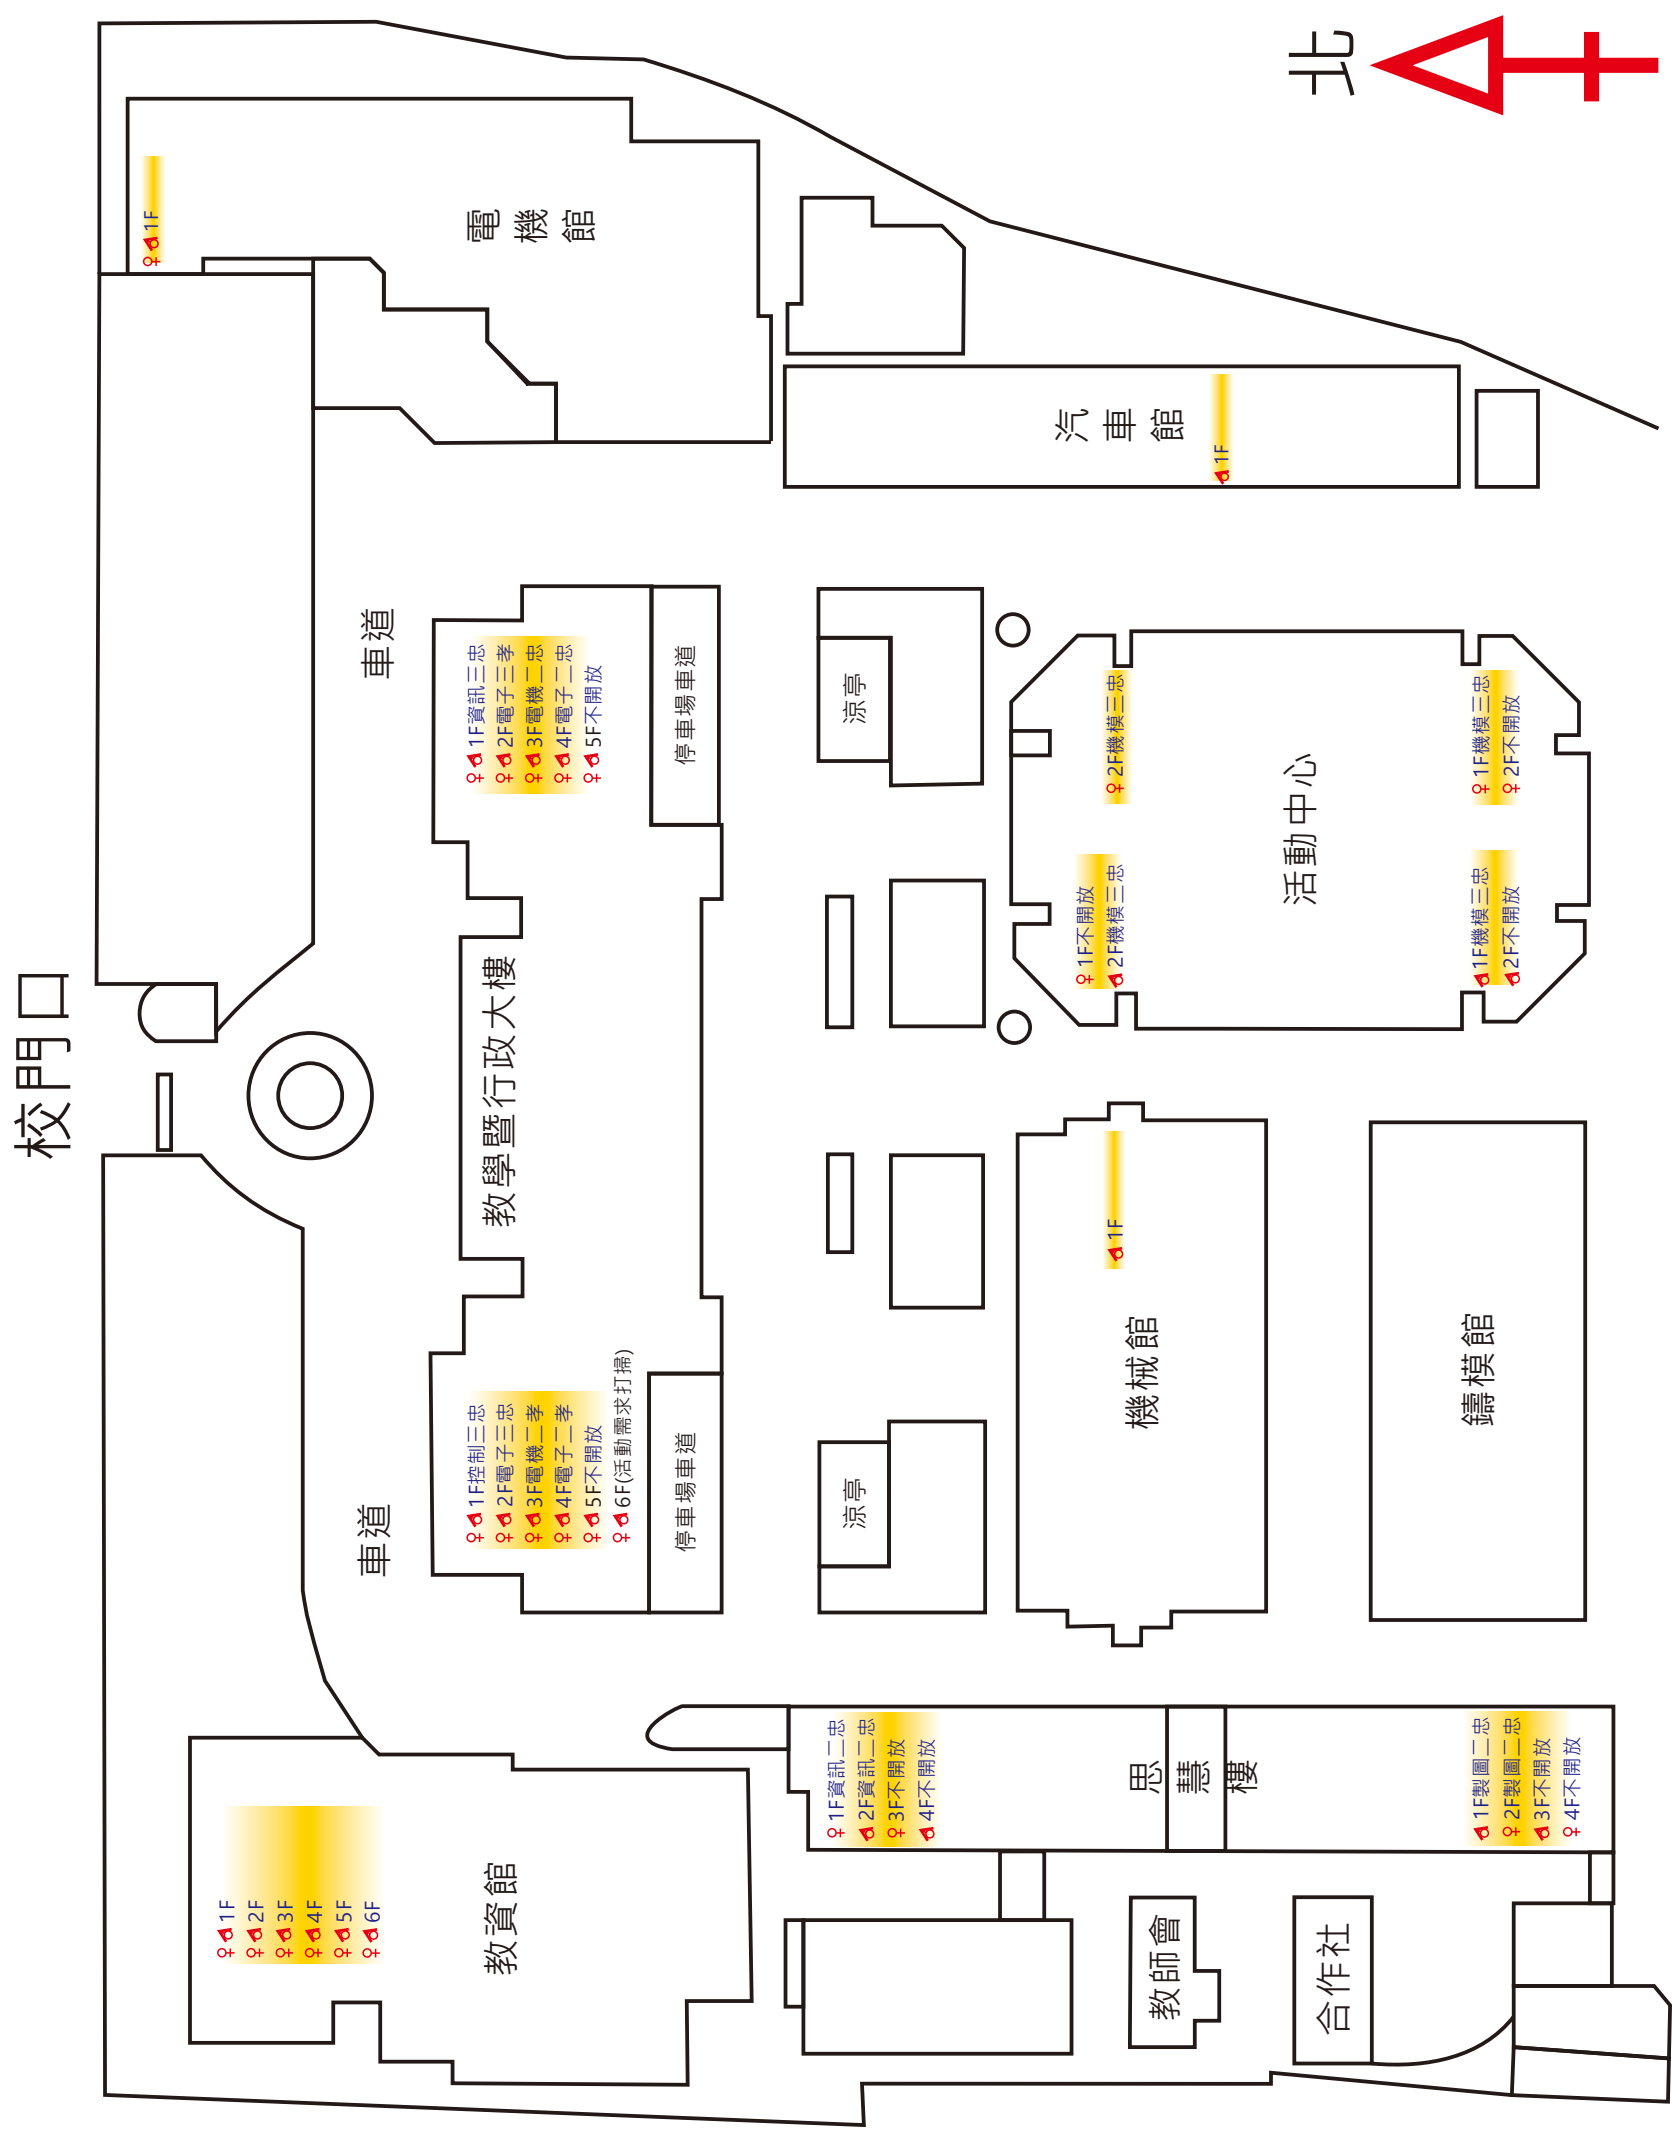 北
電機館
1F
汽車館
1F
車道
1F資訊三忠
2F電子三孝
3F電機二忠
4F電子二忠
5F不開放
停車場車道
涼亭
2F機模三忠
1F機模三忠
2F不開放
活動中心
1F不開放
2F機模三忠
1F機模三忠
2F不開放
校門口
教學暨行政大樓
1F
機械館
鑄模館
車道
1F控制三忠
2F電子三忠
3F電機二孝
4F電子二孝
5F不開放
6F(活動需求打掃)
停車場車道
涼亭
1F資訊二忠
2F資訊二忠
3F不開放
4F不開放
思慧樓
1F製圖二忠
2F製圖二忠
3F不開放
4F不開放
1F
2F
3F
4F
5F
6F
教資館
教師會
合作社